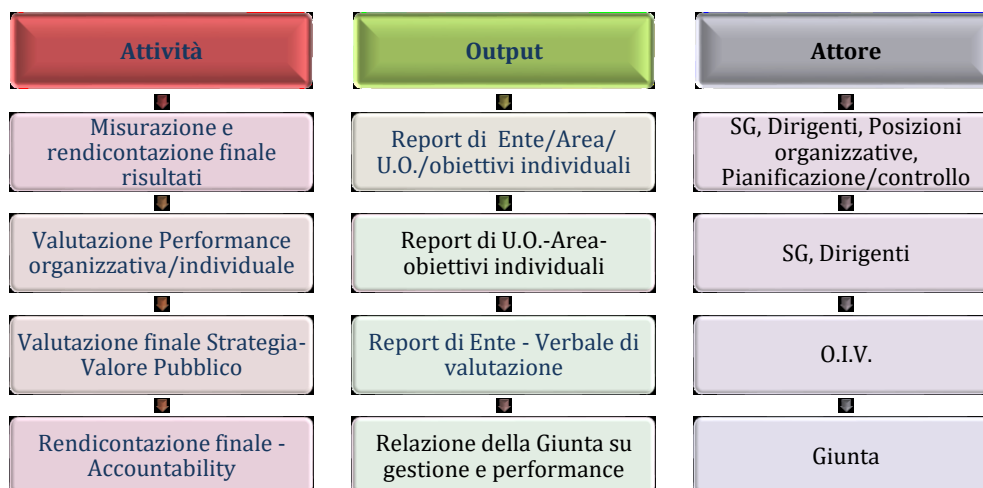 Attività
Output
Attore
Misurazione e
rendicontazione finale
risultati
Report di Ente/Area/
U.O./obiettivi individuali
SG, Dirigenti, Posizioni
organizzative,
Pianificazione/controllo
Valutazione Performance
organizzativa/individuale
Report di U.O.-Area-
obiettivi individuali
SG, Dirigenti
Valutazione finale Strategia-
Valore Pubblico
Report di Ente - Verbale di
valutazione
O.I.V.
Rendicontazione finale -
Accountability
Relazione della Giunta su
gestione e performance
Giunta